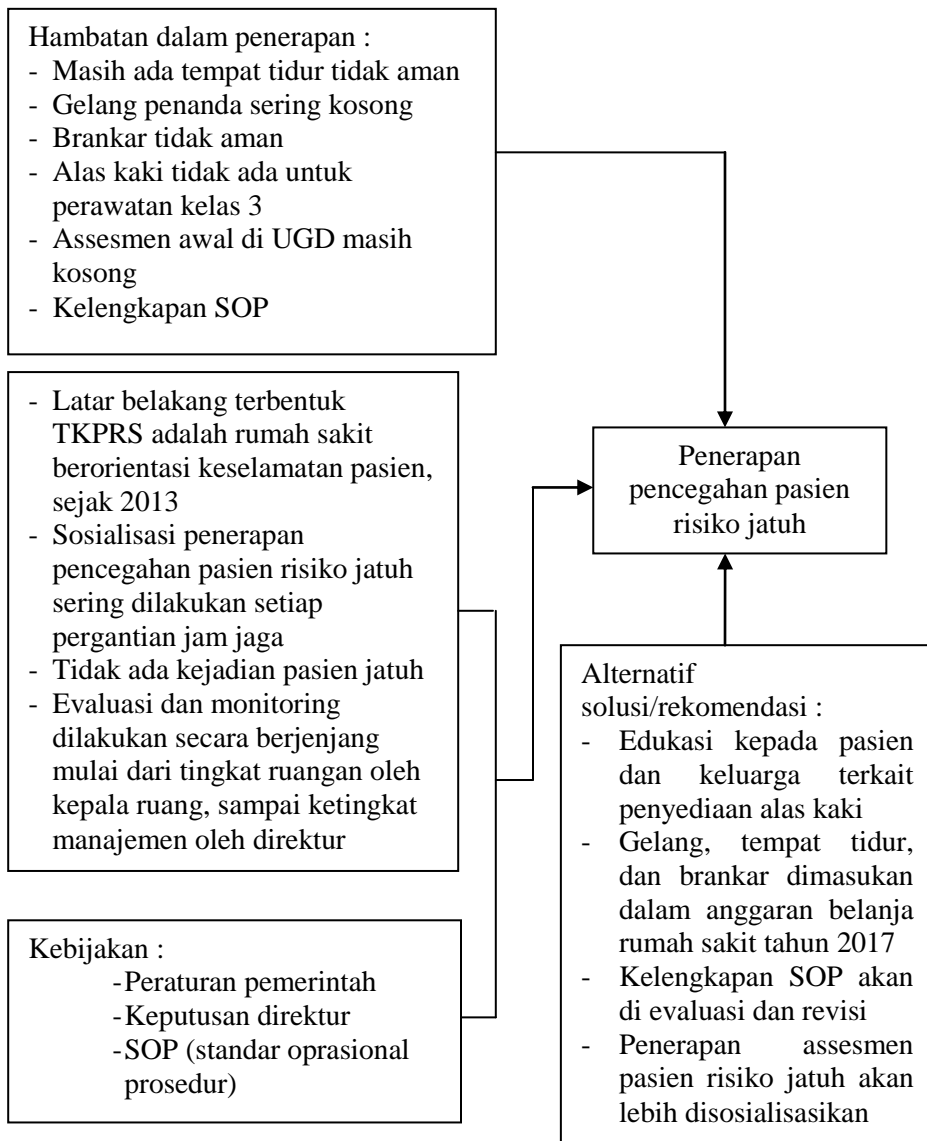 Hambatan dalam penerapan :
- Masih ada tempat tidur tidak aman
- Gelang penanda sering kosong
- Brankar tidak aman
- Alas kaki tidak ada untuk
perawatan kelas 3
- Assesmen awal di UGD masih
kosong
- Kelengkapan SOP
- Latar belakang terbentuk
TKPRS adalah rumah sakit
berorientasi keselamatan pasien,
sejak 2013
- Sosialisasi penerapan
pencegahan pasien risiko jatuh
sering dilakukan setiap
pergantian jam jaga
- Tidak ada kejadian pasien jatuh
- Evaluasi dan monitoring
dilakukan secara berjenjang
mulai dari tingkat ruangan oleh
kepala ruang, sampai ketingkat
manajemen oleh direktur
Kebijakan :
-Peraturan pemerintah
-Keputusan direktur
-SOP (standar oprasional
prosedur)
Penerapan
pencegahan pasien
risiko jatuh
Alternatif
solusi/rekomendasi :
- Edukasi kepada pasien
dan keluarga terkait
penyediaan alas kaki
- Gelang, tempat tidur,
dan brankar dimasukan
dalam anggaran belanja
rumah sakit tahun 2017
- Kelengkapan SOP akan
di evaluasi dan revisi
- Penerapan assesmen
pasien risiko jatuh akan
lebih disosialisasikan